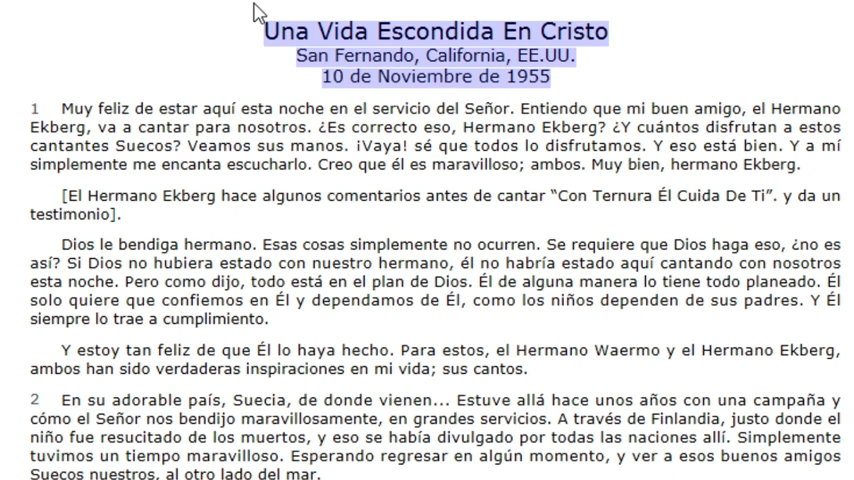 Una Vida Escondida En Cristo
San Fernando, California, EE.UU.
10 de Noviembre de 1955
1 Muy feliz de estar aquí esta noche en el servicio del Señor. Entiendo que mi buen amigo, el Hermano
Ekberg, va a cantar para nosotros. ¿Es correcto eso, Hermano Ekberg? ¿Y cuántos disfrutan a estos
cantantes Suecos? Veamos sus manos. ¡Vaya! sé que todos lo disfrutamos. Y eso está bien. Y a mí
simplemente me encanta escucharlo. Creo que él es maravilloso; ambos. Muy bien, hermano Ekberg.
[El Hermano Ekberg hace algunos comentarios antes de cantar “Con Ternura Él Cuida De Ti”. y da un
testimonio].
Dios le bendiga hermano. Esas cosas simplemente no ocurren. Se requiere que Dios haga eso, ¿no es
así? Si Dios no hubiera estado con nuestro hermano, él no habría estado aquí cantando con nosotros
esta noche. Pero como dijo, todo está en el plan de Dios. Él de alguna manera lo tiene todo planeado. Él
solo quiere que confiemos en Él y dependamos de Él, como los niños dependen de sus padres. Y Él
siempre lo trae a cumplimiento.
Y estoy tan feliz de que Él lo haya hecho. Para estos, el Hermano Waermo y el Hermano Ekberg,
ambos han sido verdaderas inspiraciones en mi vida; sus cantos.
2 En su adorable país, Suecia, de donde vienen... Estuve allá hace unos años con una campaña y
cómo el Señor nos bendijo maravillosamente, en grandes servicios. A través de Finlandia, justo donde el
niño fue resucitado de los muertos, y eso se había divulgado por todas las naciones allí. Simplemente
tuvimos un tiempo maravilloso. Esperando regresar en algún momento, y ver a esos buenos amigos
Suecos nuestros, al otro lado del mar.